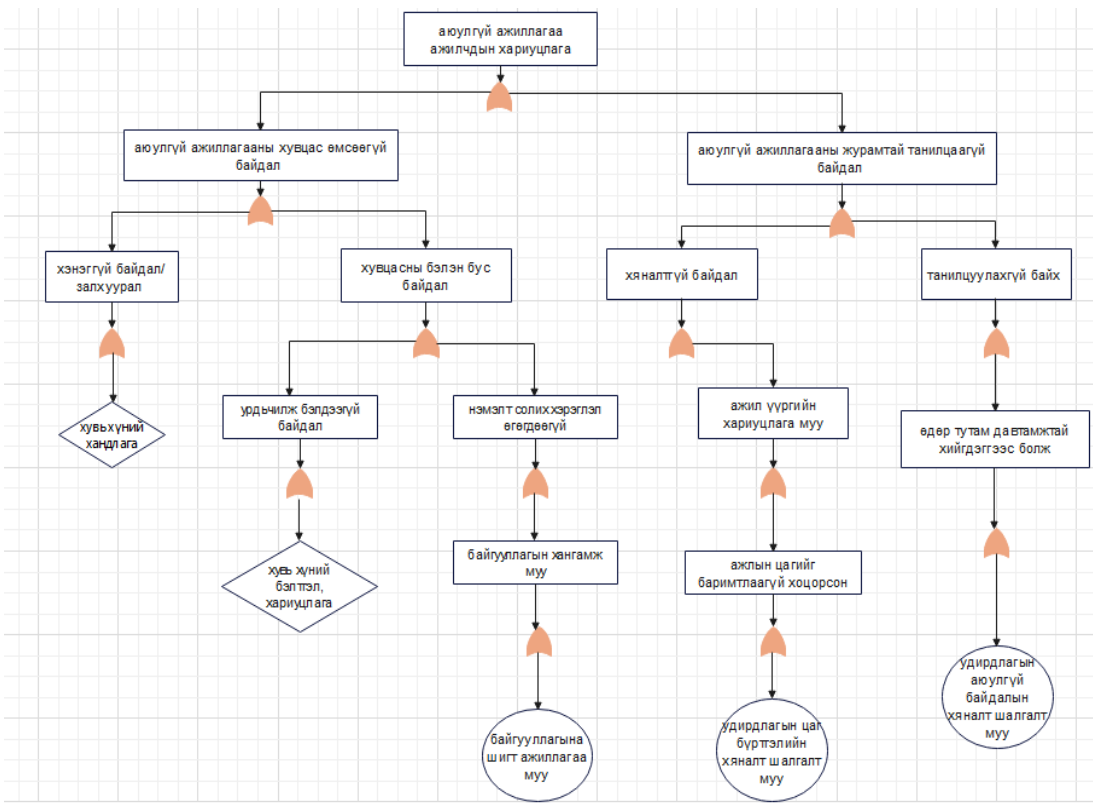 аюулгүй ажиллагаа
ажилчдын хариуцлага
аюулгүй ажиллагааны хувцас өмсөөгүй
байдал
аюулгүй ажиллагааны журамтай танилцаагүй
байдал
хэнэггүй байдал/
залхуурал
хувцасны бэлэн бус
байдал
хяналтгүй байдал
танилцуулахгүй байх
урдьчилж бэлдээгүй
байдал
нэмэлт солих хэрэглэл
өгөгдөөгүй
ажил үүргийн
хариуцлага муу
өдөр тутам давтамжтай
хийгдэггээс болж
хувь хүний
хандлага
хувь хүний
бэлтгэл,
хариуцлага
байгууллагын хангамж
муу
ажлын цагийг
баримтлаагүй хоцорсон
байгууллагына
шигт ажиллагаа
муу
удирдлагын цаг
бүртгэлийн
хяналт шалгалт
муу
удирдлагын
аюулгүй
байдалын
хяналт шалгалт
муу